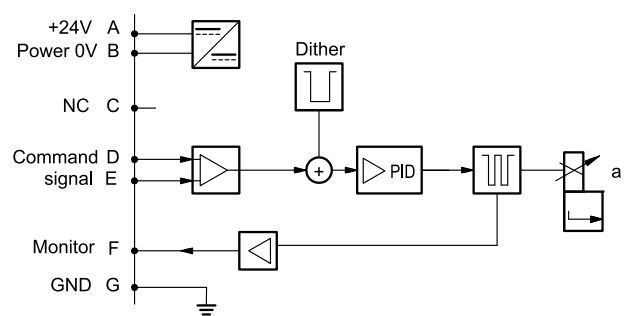 +24V A
Power 0V B
Dither
NC C
Command D
signal E
+
PID
a
Monitor F
GND G